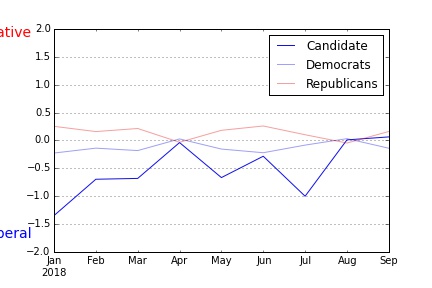 2.0
ative
Candidate
Democrats
Republicans
1.5
1.0
0.5
0.0
−0.5
−1.0
−1.5
eral
−2.0
Jan Feb Mar Apr May Jun Jul Aug Sep
2018